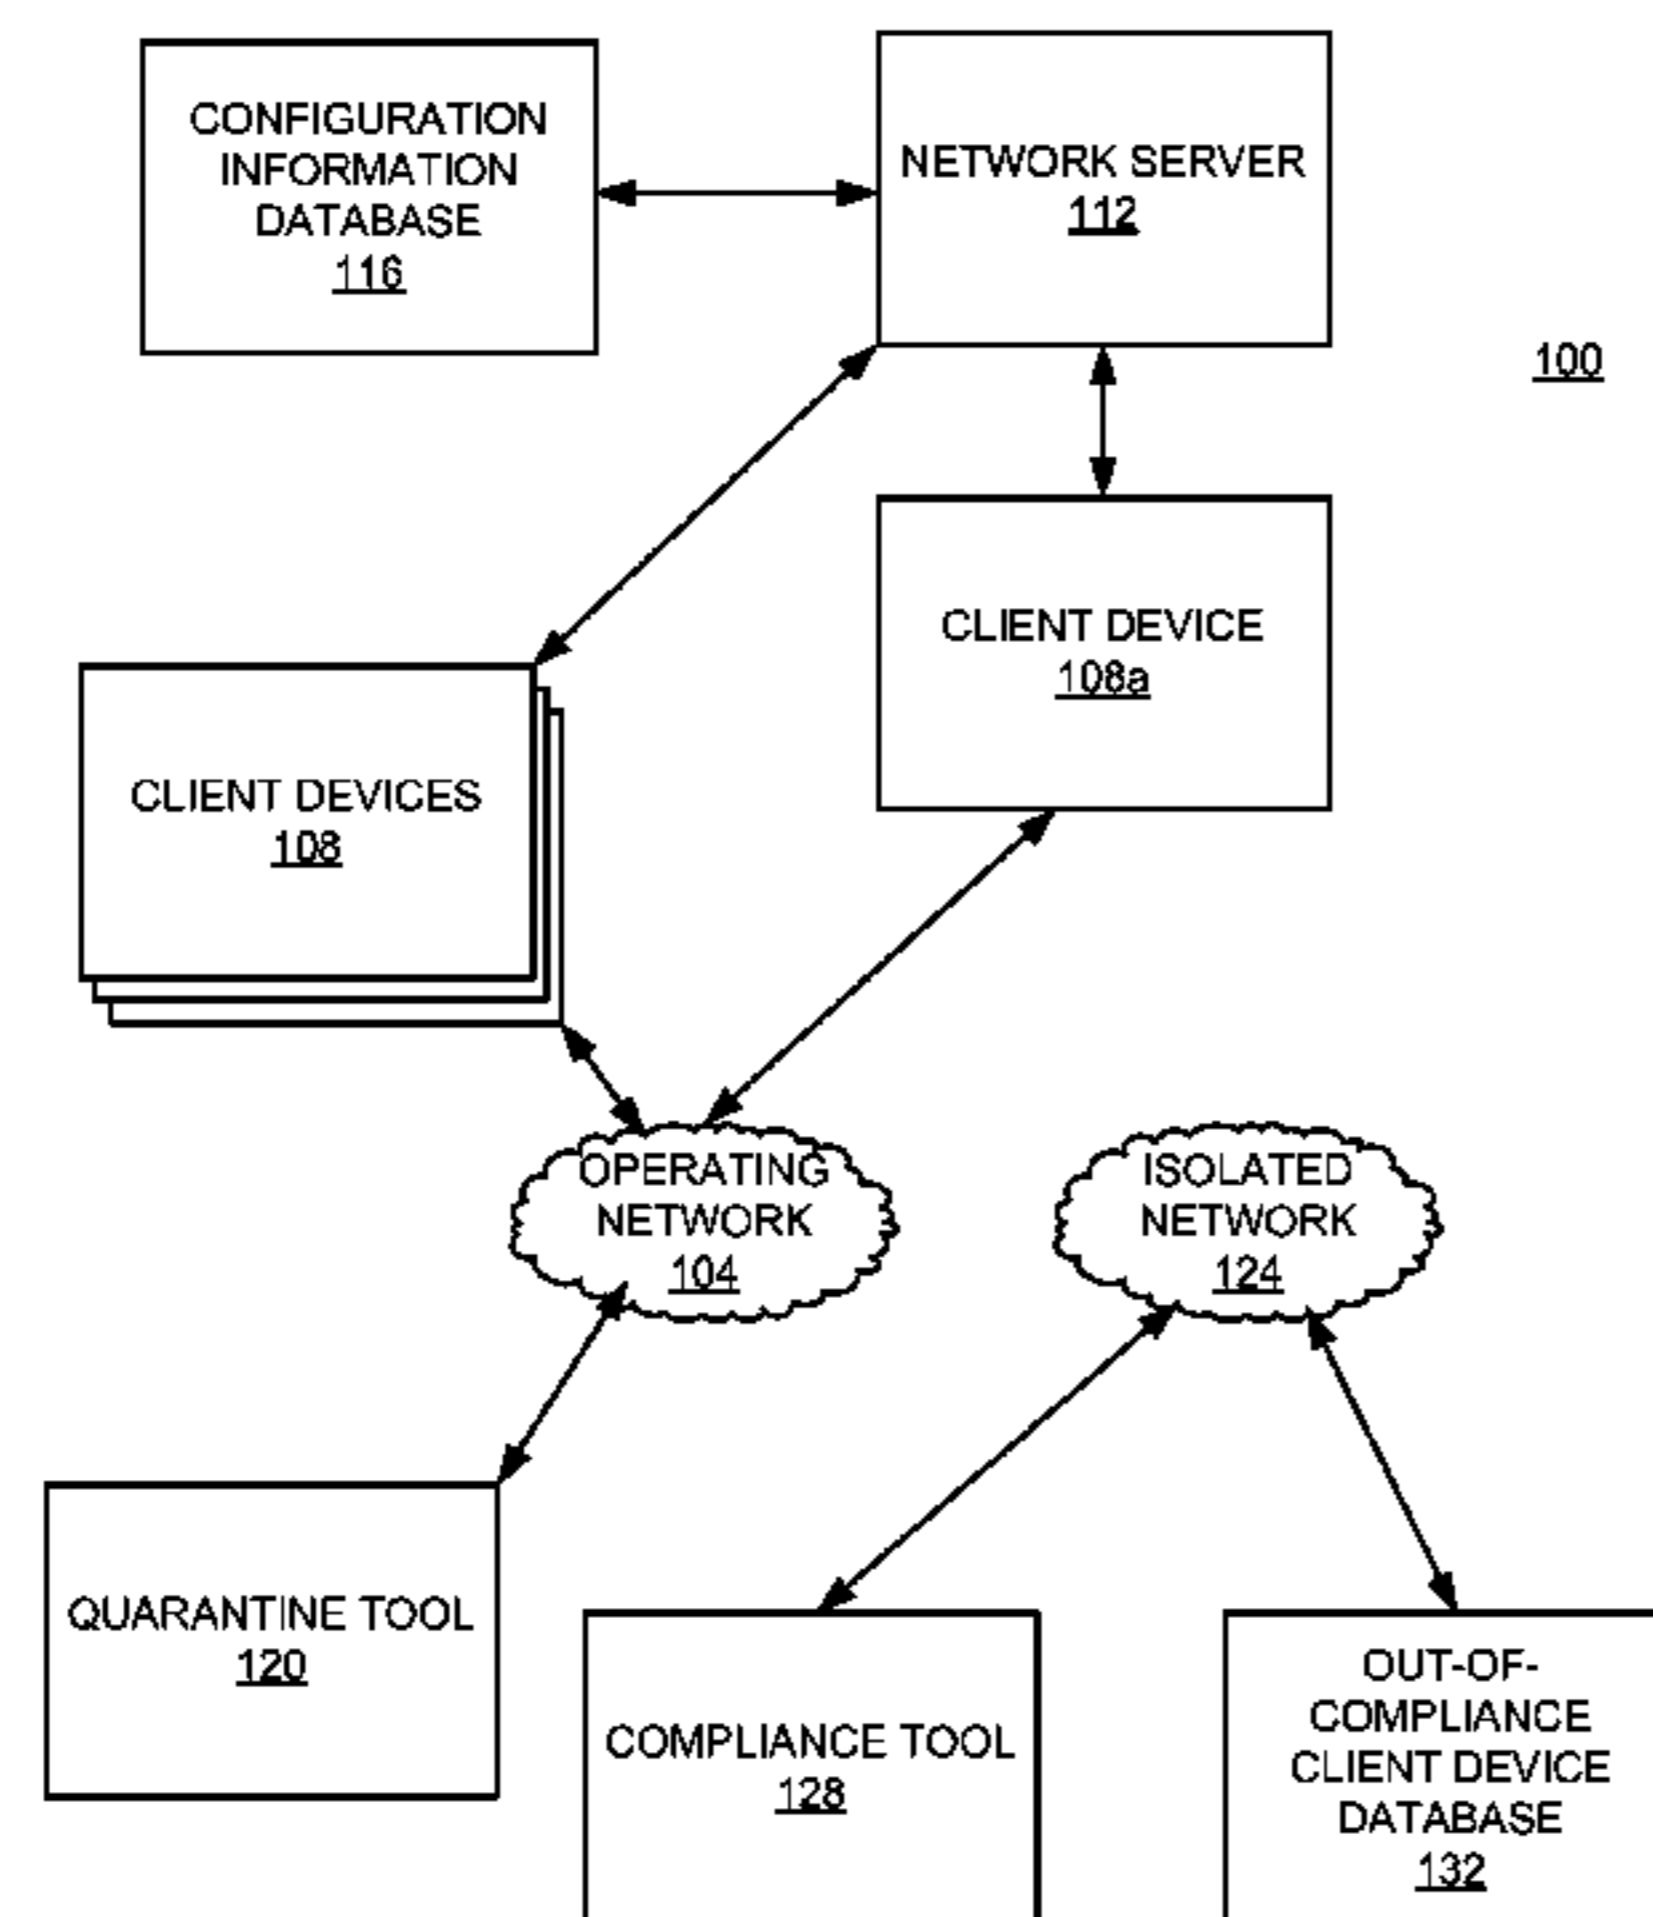 CONFIGURATION
INFORMATION
DATABASE
116
NETWORK SERVER
112
100
CLIENT DEVICE
108a
CLIENT DEVICES
108
OPERATING
NETWORK
104
ISOLATED
NETWORK
124
QUARANTINE TOOL
120
COMPLIANCE TOOL
128
OUT-OF-
COMPLIANCE
CLIENT DEVICE
DATABASE
132